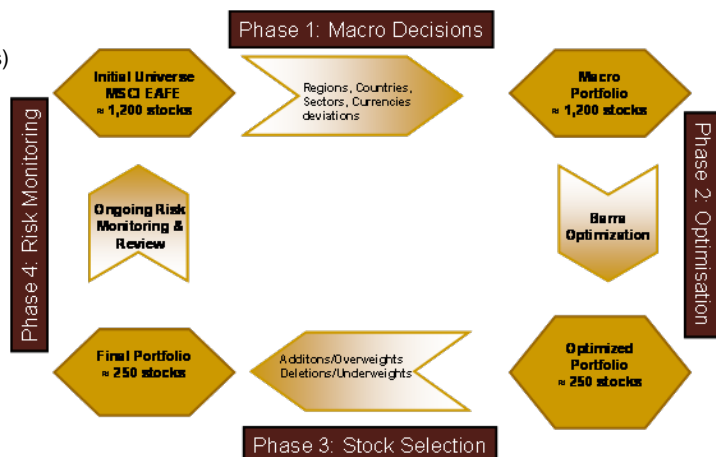 Phase 1: Macro Decisions
s)
Initial Universe
MSCI EAFE
≈ 1,200 stocks
Regions, Countries,
Sectors, Currencies
deviations
Macro
Portfolio
≈ 1,200 stocks
Phase 4: Risk Monitoring
Ongoing Risk
Monitoring &
Review
Barra
Optimization
Phase 2: Optimisation
Final Portfolio
≈ 250 stocks
Additons/Overweights
Deletions/Underweights
Optimized
Portfolio
≈ 250 stocks
Phase 3: Stock Selection